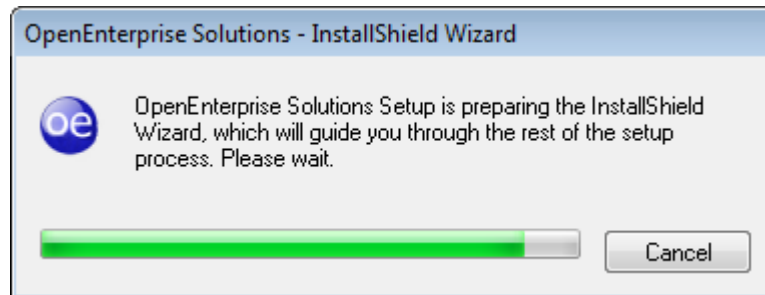 OpenEnterprise Solutions - InstallShield Wizard
oe
OpenEnterprise Solutions Setup is preparing the InstallShield
Wizard, which will guide you through the rest of the setup
process. Please wait.
Cancel